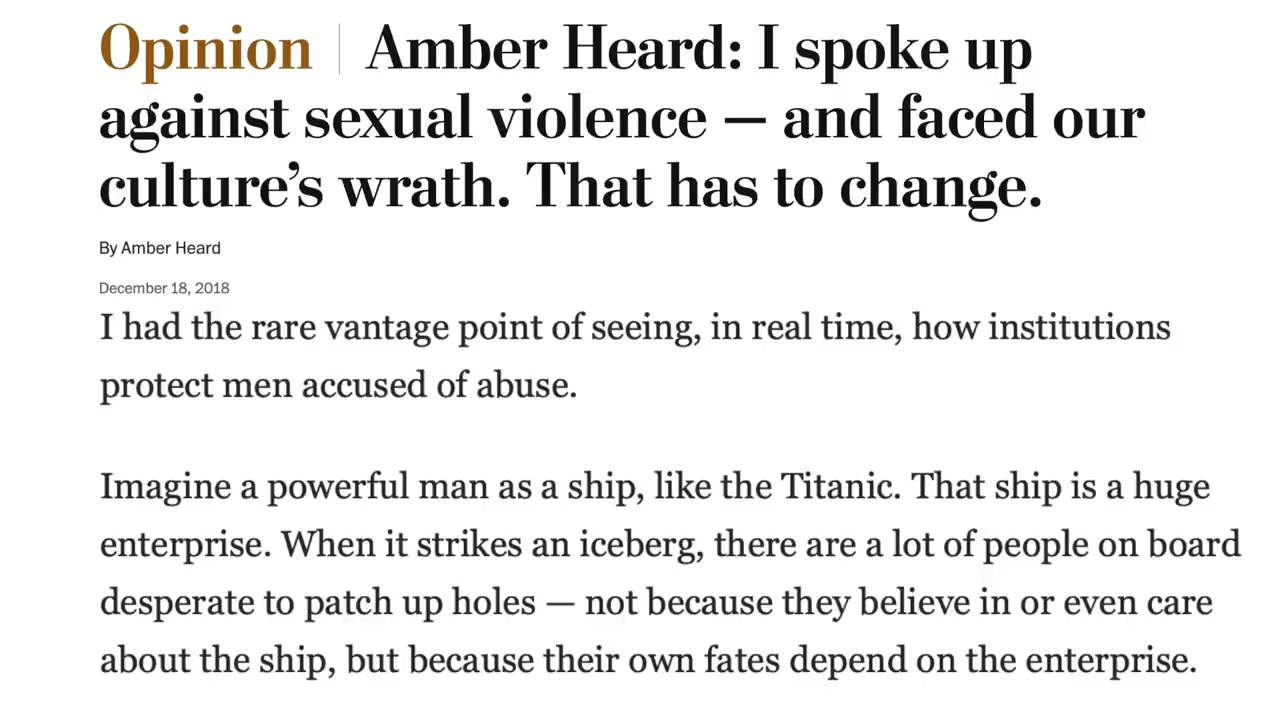 Opinion | Amber Heard: I spoke up
against sexual violence — and faced our
culture’s wrath. That has to change.
By Amber Heard
December 18, 2018
I had the rare vantage point of seeing, in real time, how institutions
protect men accused of abuse.
Imagine a powerful man as a ship, like the Titanic. That ship is a huge
enterprise. When it strikes an iceberg, there are a lot of people on board
desperate to patch up holes — not because they believe in or even care
about the ship, but because their own fates depend on the enterprise.